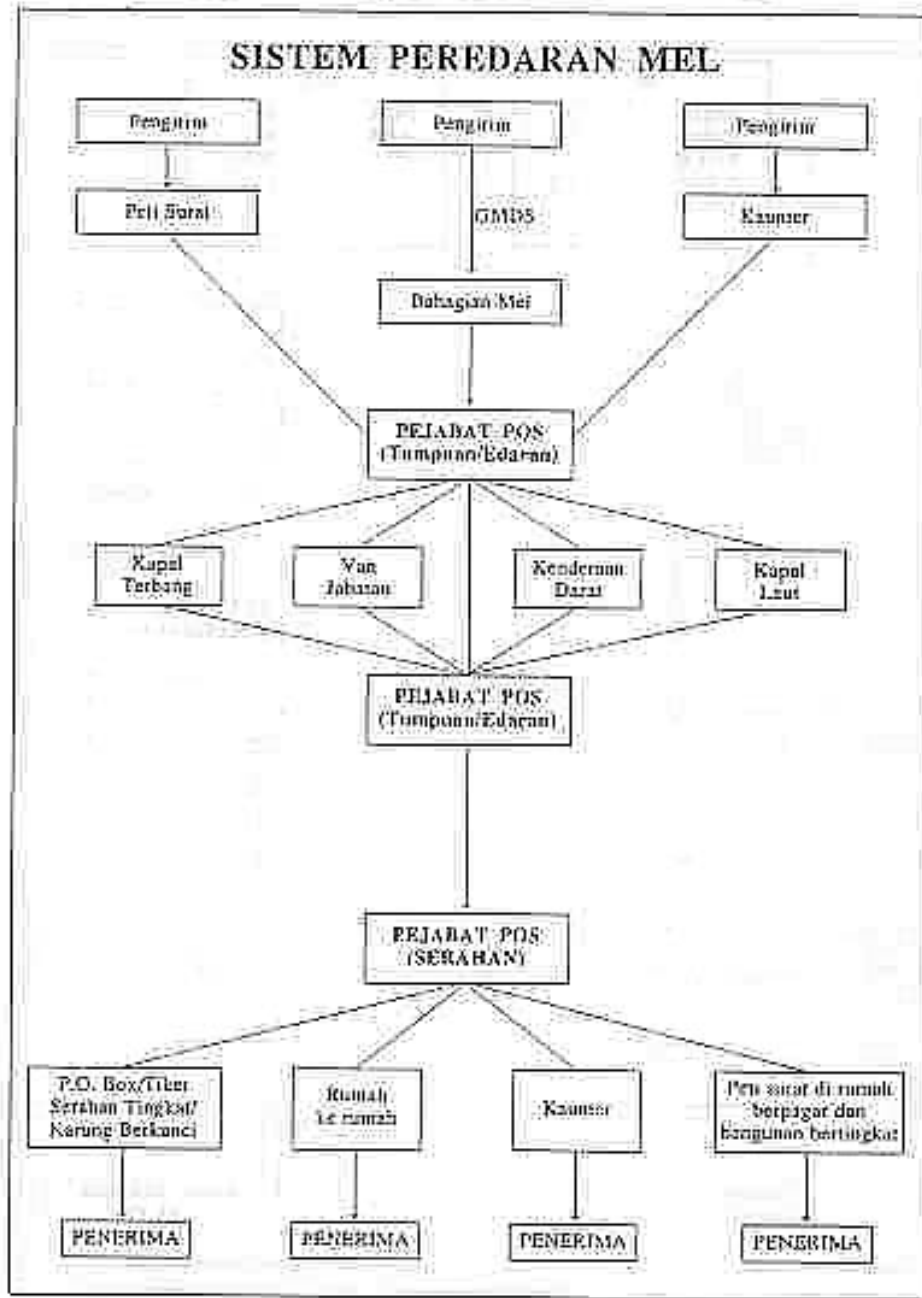 SISTEM PEREDARAN MEL
Pengirim
Pengirim
Pengirim
Peti Surat
GMDS
Kaunser
Bahagian Mel
PEJABAT POS
(Tumpuan/Edaran)
Kapal
Terbang
Van
Jabatan
Kenderaan
Darat
Kapal
Laut
PEJABAT POS
(Tumpuan/Edaran)
PEJABAT POS
(SERAHAN)
P.O. Box/Tiket
Serahan Tingkat/
Karung Berkunci
Rumah
ke rumah
Kaunser
Peti surat di rumah
berpagar dan
bangunan bertingkat
PENERIMA
PENERIMA
PENERIMA
PENERIMA